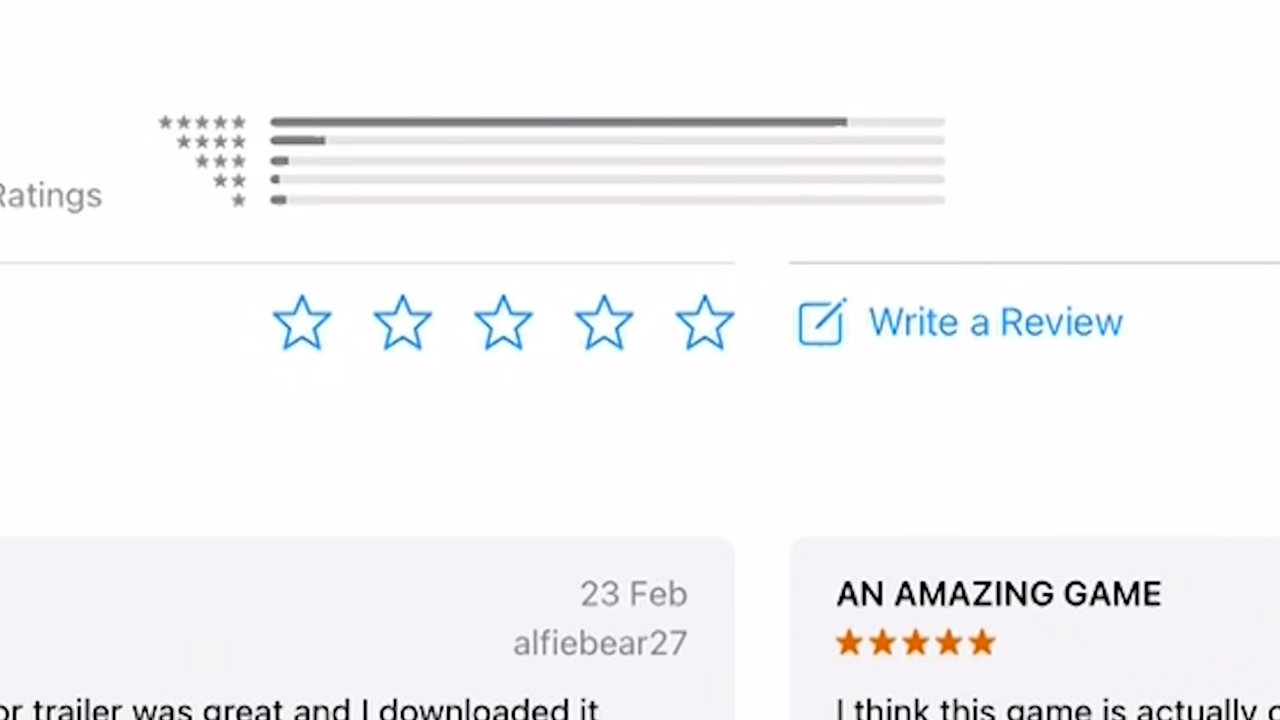 Ratings
Write a Review
23 Feb
alfiebear27
or trailer was great and I downloaded it
AN AMAZING GAME
I think this game is actually